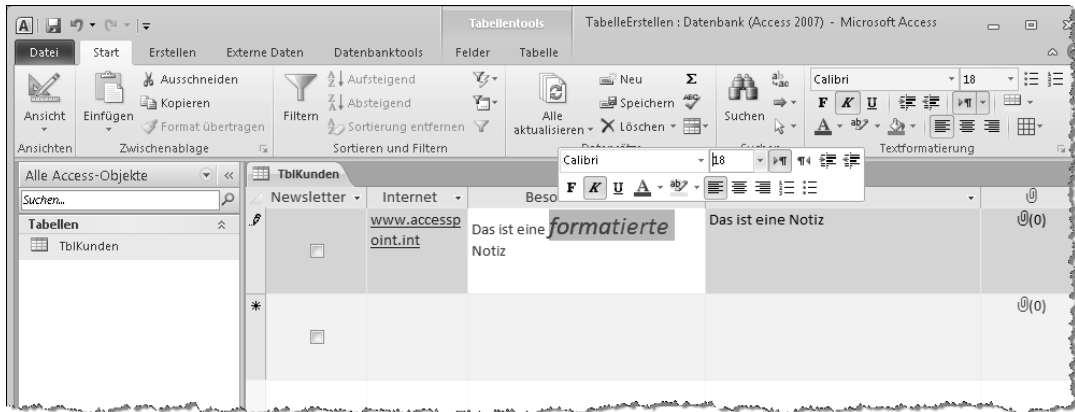 Tabellentools
TabelleErstellen : Datenbank (Access 2007) - Microsoft Access
Datei Start Erstellen Externe Daten Datenbanktools Felder Tabelle
Ansicht
Ansichten
Einfügen
Ausschneiden
Kopieren
Format übertragen
Zwischenablage
Filtern
Aufsteigend
Absteigend
Sortierung entfernen
Sortieren und Filtern
Alle
aktualisieren
Neu
Speichern
Löschen
Suchen
Calibri 18
F K U
A
Textformatierung
Calibri 18
F K U A
Alle Access-Objekte
Suchen...
Tabellen
TblKunden
TblKunden
Newsletter Internet Beso
www.accessp
oint.int
Das ist eine formatierte
Notiz
Das ist eine Notiz
(0)
(0)